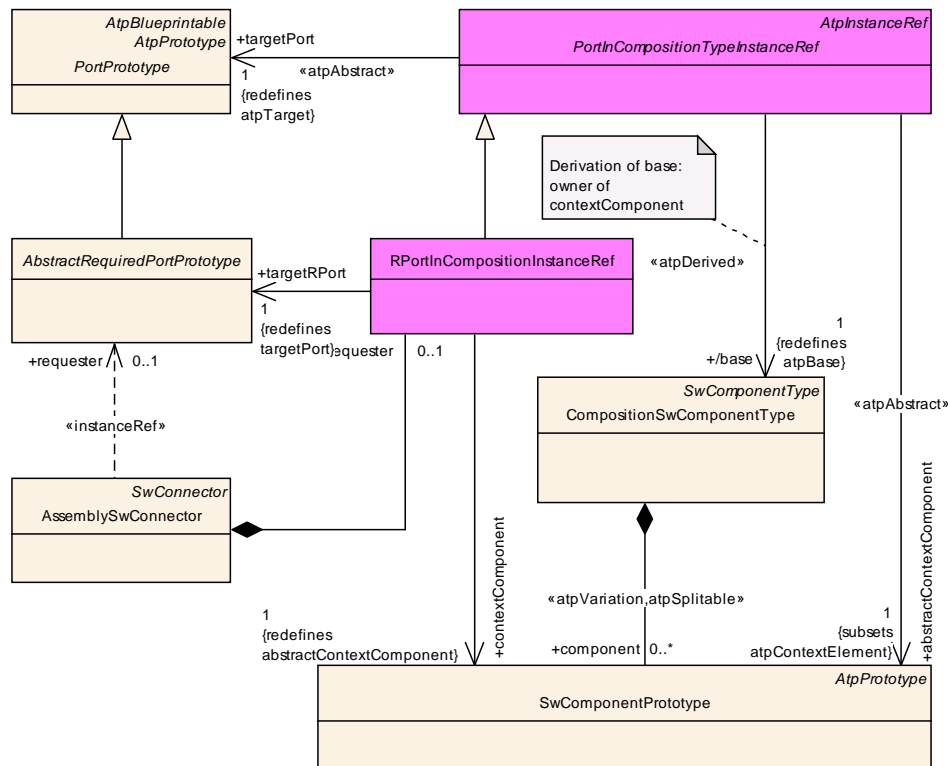 AtpBlueprintable
AtpPrototype
PortPrototype
AtpInstanceRef
PortInCompositionTypeInstanceRef
+targetPort
«atpAbstract»
1
{redefines
atpTarget}
Derivation of base:
owner of
contextComponent
AbstractRequiredPortPrototype
RPortInCompositionInstanceRef
+targetRPort
1
{redefines
targetPort}
«atpDerived»
+requester
0..1
equester
0..1
1
{redefines
atpBase}
+/base
SwComponentType
CompositionSwComponentType
«atpAbstract»
«instanceRef»
SwConnector
AssemblySwConnector
+contextComponent
«atpVariation,atpSplitable»
+abstractContextComponent
1
{redefines
abstractContextComponent}
1
{subsets
atpContextElement}
+component
0..*
AtpPrototype
SwComponentPrototype